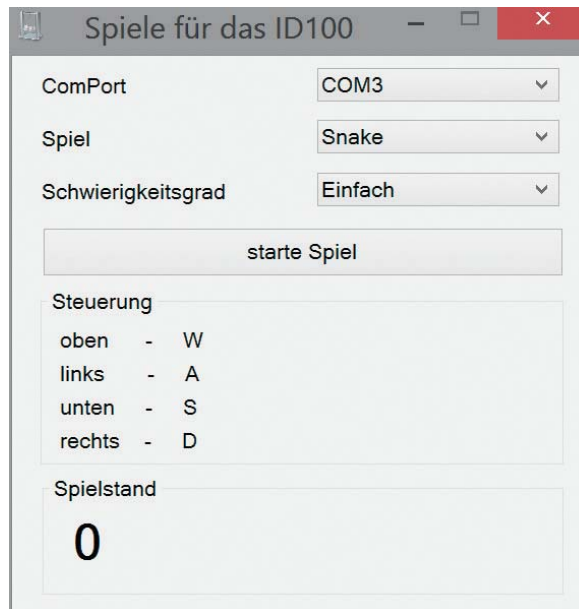 Spiele für das ID100
ComPort COM3
Spiel Snake
Schwierigkeitsgrad Einfach
starte Spiel
Steuerung
oben - W
links - A
unten - S
rechts - D
Spielstand
0